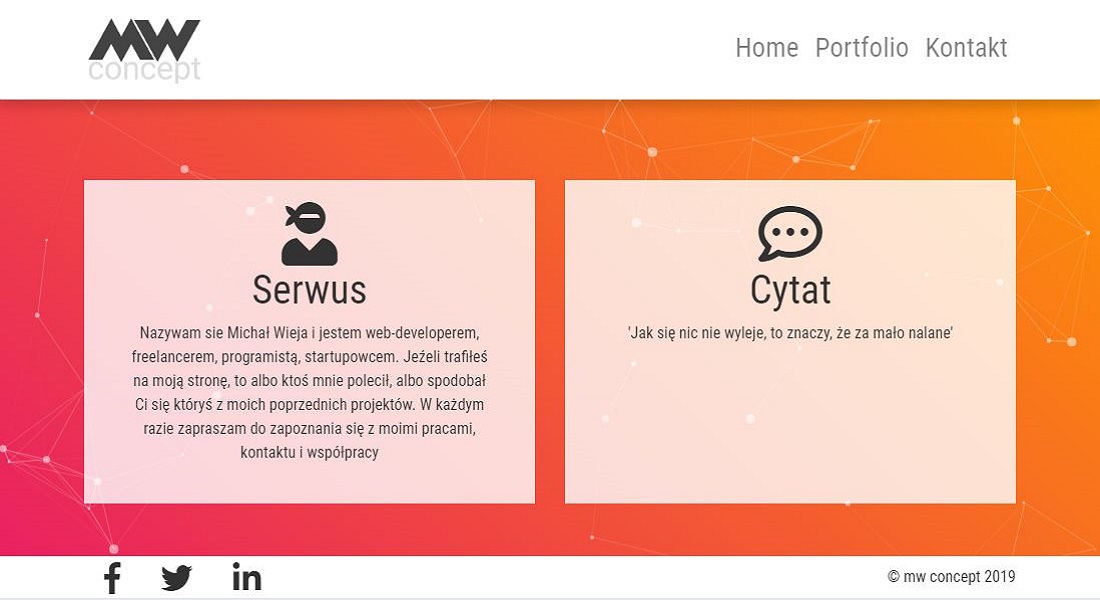 MW
concept
Home Portfolio Kontakt
Serwus
Nazywam sie Michał Wieja i jestem web-developerem,
freelancerem, programistą, startupowcem. Jeżeli trafiłeś
na moją stronę, to albo ktoś mnie polecił, albo spodobał
Ci się któryś z moich poprzednich projektów. W każdym
razie zapraszam do zapoznania się z moimi pracami,
kontaktu i współpracy
Cytat
'Jak się nic nie wyleje, to znaczy, że za mało nalane'
© mw concept 2019